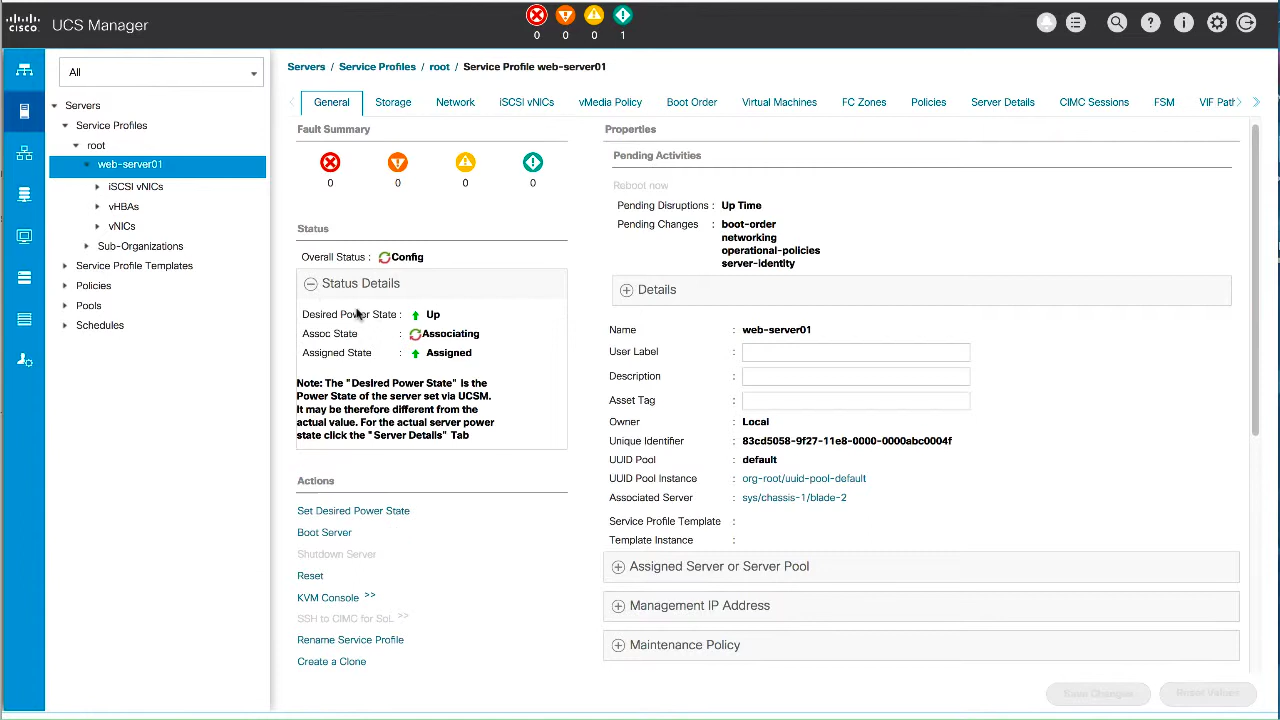 cisco
UCS Manager
0 0 0 1
All
Servers
Service Profiles
root
web-server01
iSCSI vNICs
vHBAs
vNICs
Sub-Organizations
Service Profile Templates
Policies
Pools
Schedules
Servers / Service Profiles / root / Service Profile web-server01
General Storage Network iSCSI vNICs vMedia Policy Boot Order Virtual Machines FC Zones Policies Server Details CIMC Sessions FSM VIF Path
Fault Summary
0 0 0 0
Status
Overall Status : Config
Status Details
Desired Power State : Up
Assoc State : Associating
Assigned State : Assigned
Note: The "Desired Power State" is the
Power State of the server set via UCSM.
It may be therefore different from the
actual value. For the actual server power
state click the "Server Details" Tab
Actions
Set Desired Power State
Boot Server
Shutdown Server
Reset
KVM Console >>
SSH to CIMC for SoL >>
Rename Service Profile
Create a Clone
Properties
Pending Activities
Reboot now
Pending Disruptions : Up Time
Pending Changes : boot-order
networking
operational-policies
server-identity
Details
Name : web-server01
User Label :
Description :
Asset Tag :
Owner : Local
Unique Identifier : 83cd5058-9f27-11e8-0000-0000abc0004f
UUID Pool : default
UUID Pool Instance : org-root/uuid-pool-default
Associated Server : sys/chassis-1/blade-2
Service Profile Template :
Template Instance :
Assigned Server or Server Pool
Management IP Address
Maintenance Policy
Save Changes Reset Values